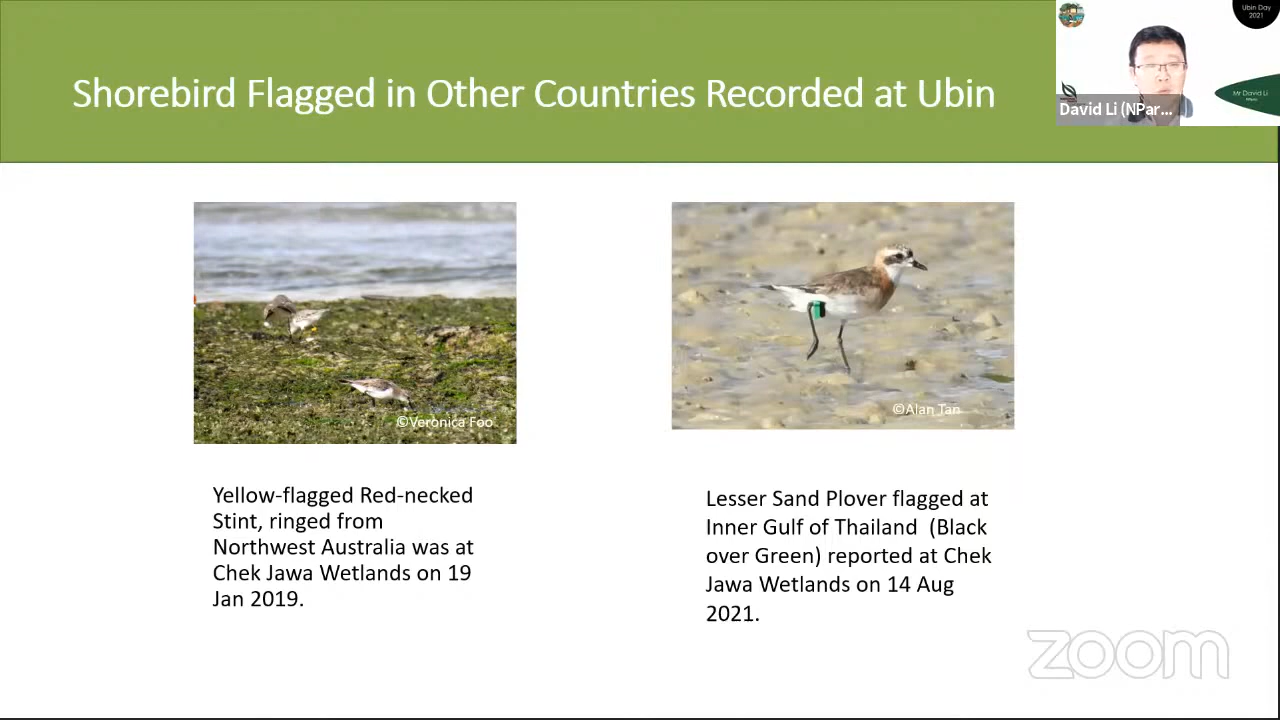 Shorebird Flagged in Other Countries Recorded at Ubin
Ubin Day
2021
Mr David Li
David Li (NPar...
©Veronica Foo
©Alan Tan
Yellow-flagged Red-necked
Stint, ringed from
Northwest Australia was at
Chek Jawa Wetlands on 19
Jan 2019.
Lesser Sand Plover flagged at
Inner Gulf of Thailand (Black
over Green) reported at Chek
Jawa Wetlands on 14 Aug
2021.
zoom